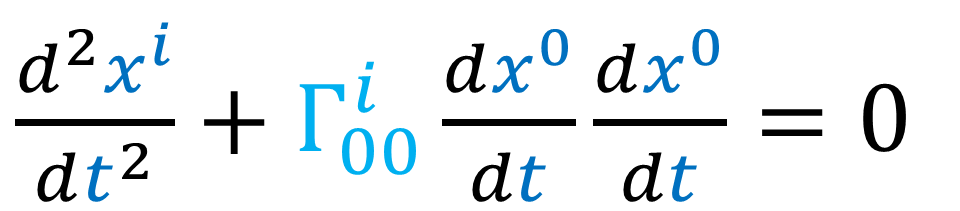 d²xⁱ/dt² + Γⁱ₀₀ dx⁰/dt dx⁰/dt = 0